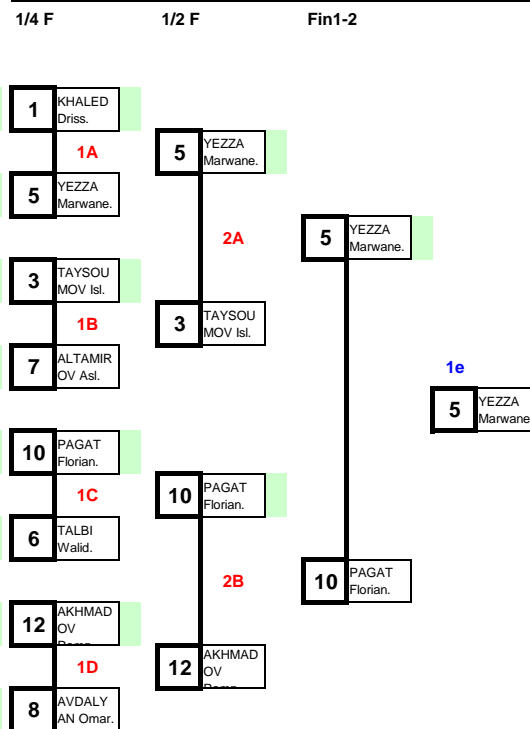 1/4 F
1/2 F
Fin1-2
1
KHALED
Driss.
1A
5
YEZZA
Marwane.
5
YEZZA
Marwane.
2A
5
YEZZA
Marwane.
3
TAYSOU
MOV Isl.
1B
3
TAYSOU
MOV Isl.
7
ALTAMIR
OV Asl.
1e
5
YEZZA
Marwane
10
PAGAT
Florian.
1C
10
PAGAT
Florian.
6
TALBI
Walid.
2B
10
PAGAT
Florian.
12
AKHMAD
OV
1D
12
AKHMAD
OV
8
AVDALY
AN Omar.